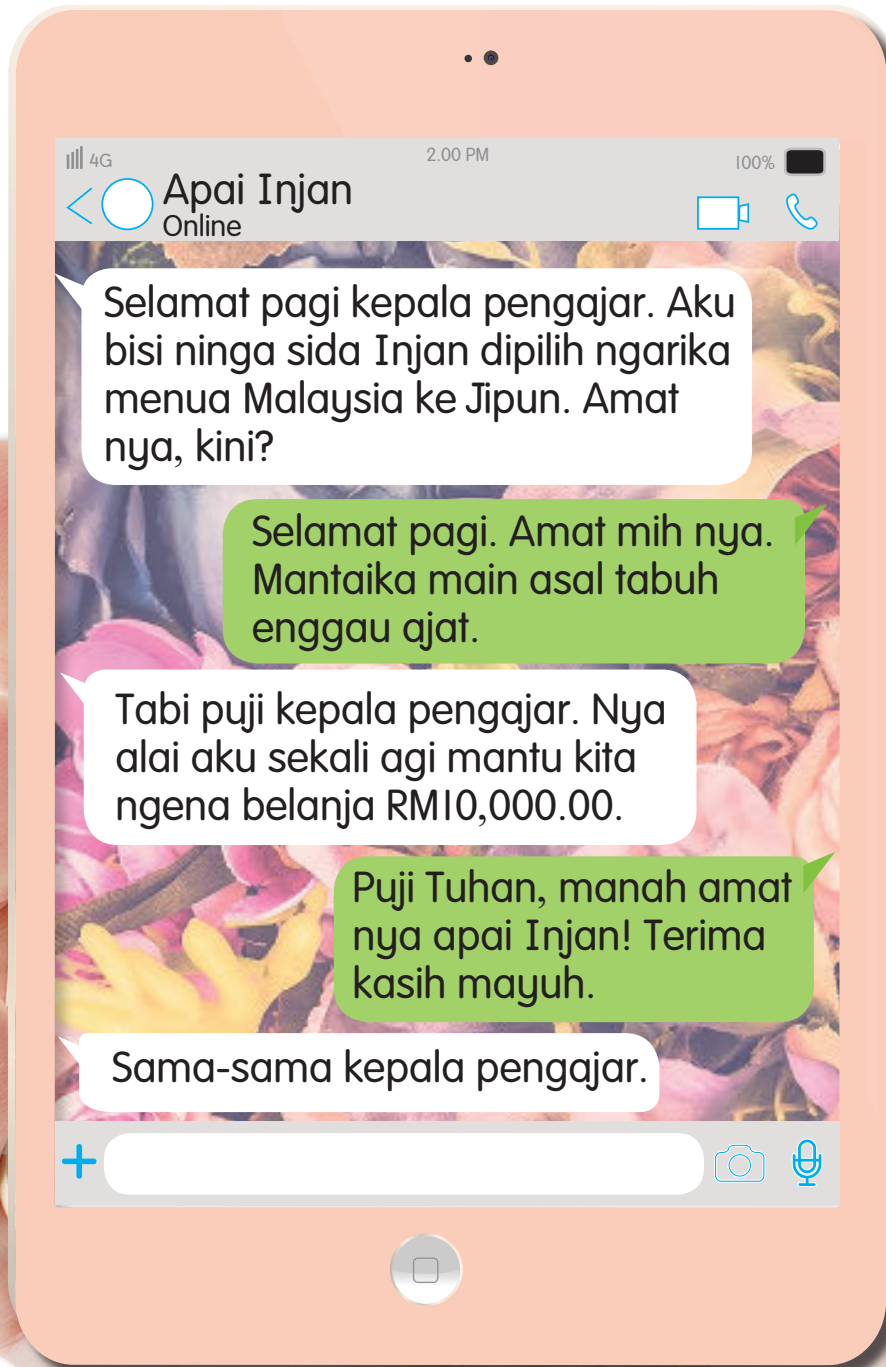 4G
2.00 PM
100%
Apai Injan
Online
Selamat pagi kepala pengajar. Aku
bisi ninga sida Injan dipilih ngarika
menua Malaysia ke Jipun. Amat
nya, kini?
Selamat pagi. Amat mih nya.
Mantaika main asal tabuh
enggau ajat.
Tabi puji kepala pengajar. Nya
alai aku sekali agi mantu kita
ngena belanja RM10,000.00.
Puji Tuhan, manah amat
nya apai Injan! Terima
kasih mayuh.
Sama-sama kepala pengajar.